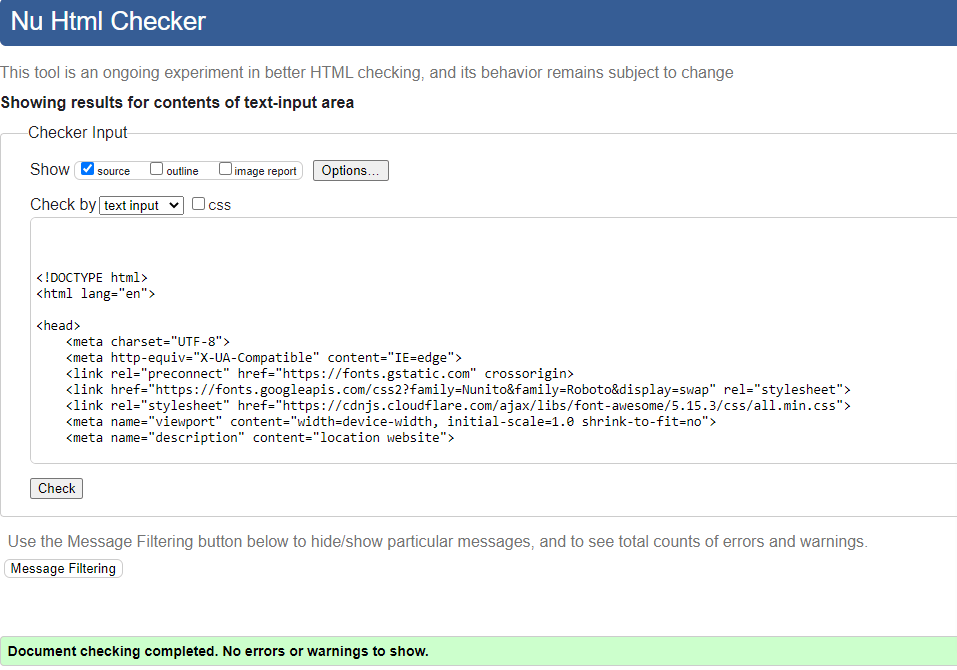 Nu Html Checker
This tool is an ongoing experiment in better HTML checking, and its behavior remains subject to change
Showing results for contents of text-input area
Checker Input
Show source outline image report Options...
Check by text input css
<!DOCTYPE html>
<html lang="en">
<head>
<meta charset="UTF-8">
<meta http-equiv="X-UA-Compatible" content="IE=edge">
<link rel="preconnect" href="https://fonts.gstatic.com" crossorigin>
<link href="https://fonts.googleapis.com/css2?family=Nunito&family=Roboto&display=swap" rel="stylesheet">
<link rel="stylesheet" href="https://cdnjs.cloudflare.com/ajax/libs/font-awesome/5.15.3/css/all.min.css">
<meta name="viewport" content="width=device-width, initial-scale=1.0 shrink-to-fit=no">
<meta name="description" content="location website">
Check
Use the Message Filtering button below to hide/show particular messages, and to see total counts of errors and warnings.
Message Filtering
Document checking completed. No errors or warnings to show.